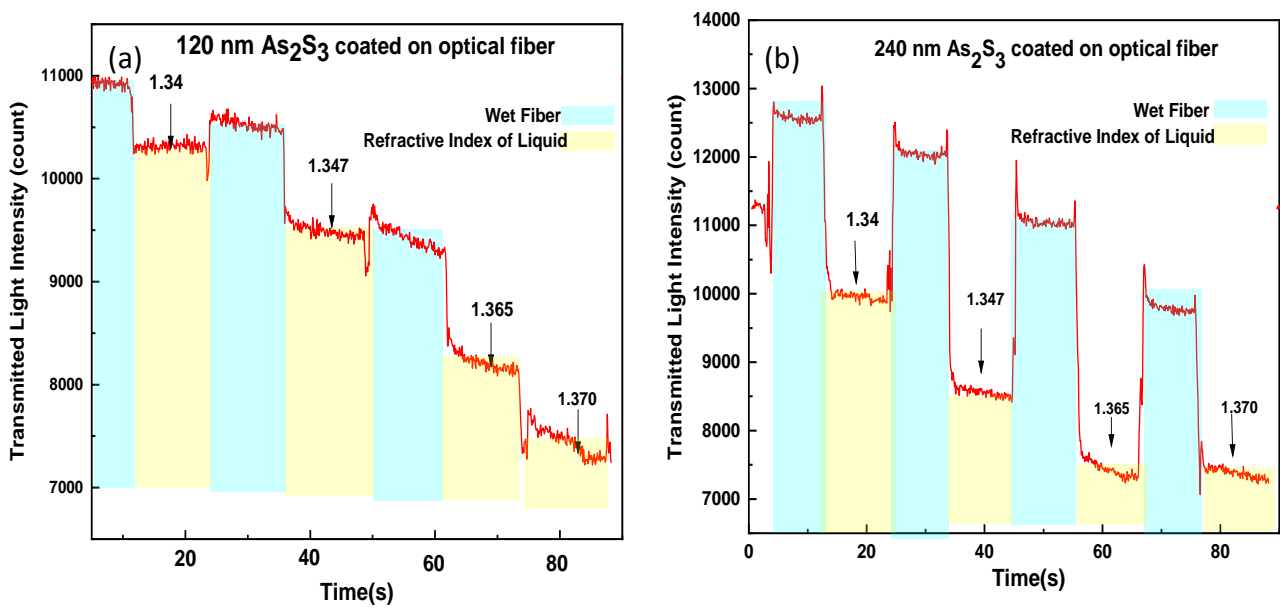 (a)
120 nm As₂S₃ coated on optical fiber
Wet Fiber
Refractive Index of Liquid
1.34
1.347
1.365
1.370
Transmitted Light Intensity (count)
11000
10000
9000
8000
7000
20
40
60
80
Time(s)
(b)
240 nm As₂S₃ coated on optical fiber
Wet Fiber
Refractive Index of Liquid
1.34
1.347
1.365
1.370
Transmitted Light Intensity (count)
14000
13000
12000
11000
10000
9000
8000
7000
0
20
40
60
80
Time(s)